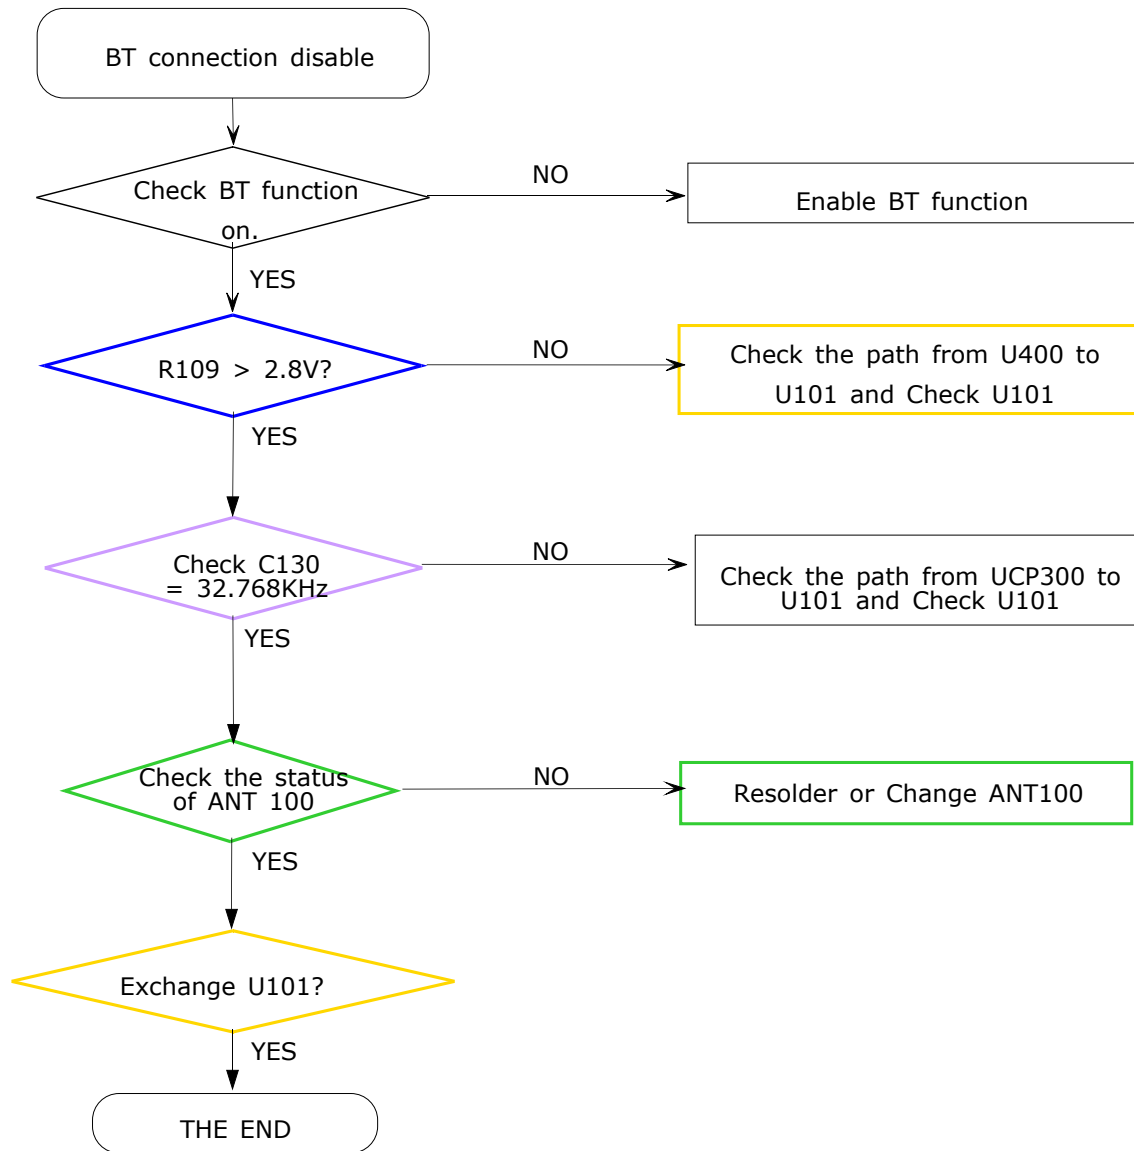 BT connection disable
Check BT function
on.
NO
Enable BT function
YES
R109 > 2.8V?
NO
Check the path from U400 to
U101 and Check U101
YES
Check C130
= 32.768KHz
NO
Check the path from UCP300 to
U101 and Check U101
YES
Check the status
of ANT 100
NO
Resolder or Change ANT100
YES
Exchange U101?
YES
THE END